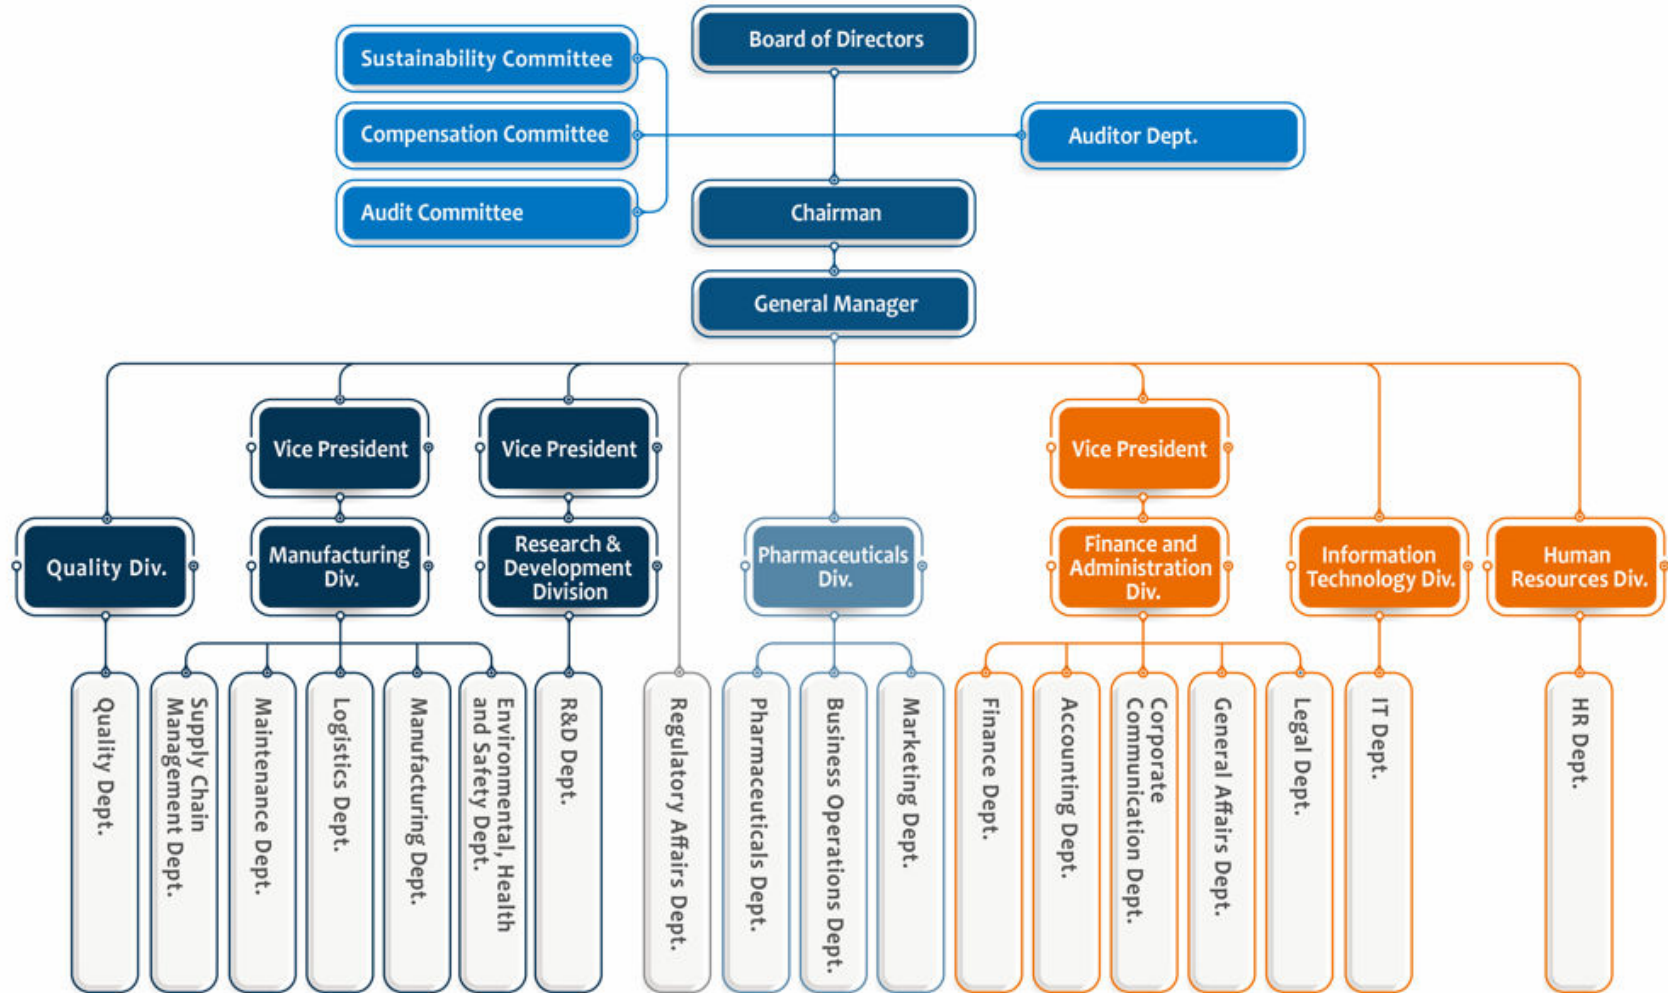 Board of Directors
Sustainability Committee
Compensation Committee
Auditor Dept.
Audit Committee
Chairman
General Manager
Vice President
Vice President
Vice President
Quality Div.
Manufacturing
Div.
Research &
Development
Division
Pharmaceuticals
Div.
Finance and
Administration
Div.
Information
Technology Div.
Human
Resources Div.
Quality Dept.
Supply Chain
Management Dept.
Maintenance Dept.
Logistics Dept.
Manufacturing Dept.
Environmental, Health
and Safety Dept.
R&D Dept.
Regulatory Affairs Dept.
Pharmaceuticals Dept.
Business Operations Dept.
Marketing Dept.
Finance Dept.
Accounting Dept.
Corporate
Communication Dept.
General Affairs Dept.
Legal Dept.
IT Dept.
HR Dept.